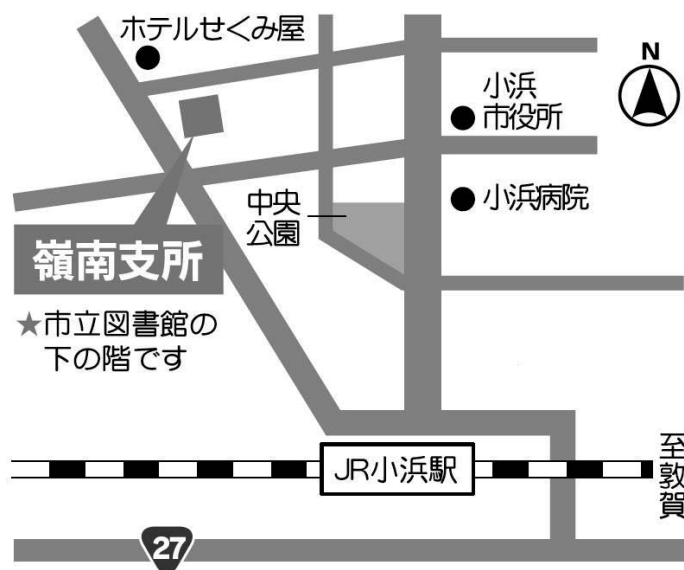 ホテルせくみ屋
N
小浜
市役所
小浜病院
中央
公園
嶺南支所
★市立図書館の
下の階です
JR小浜駅
至敦賀
27